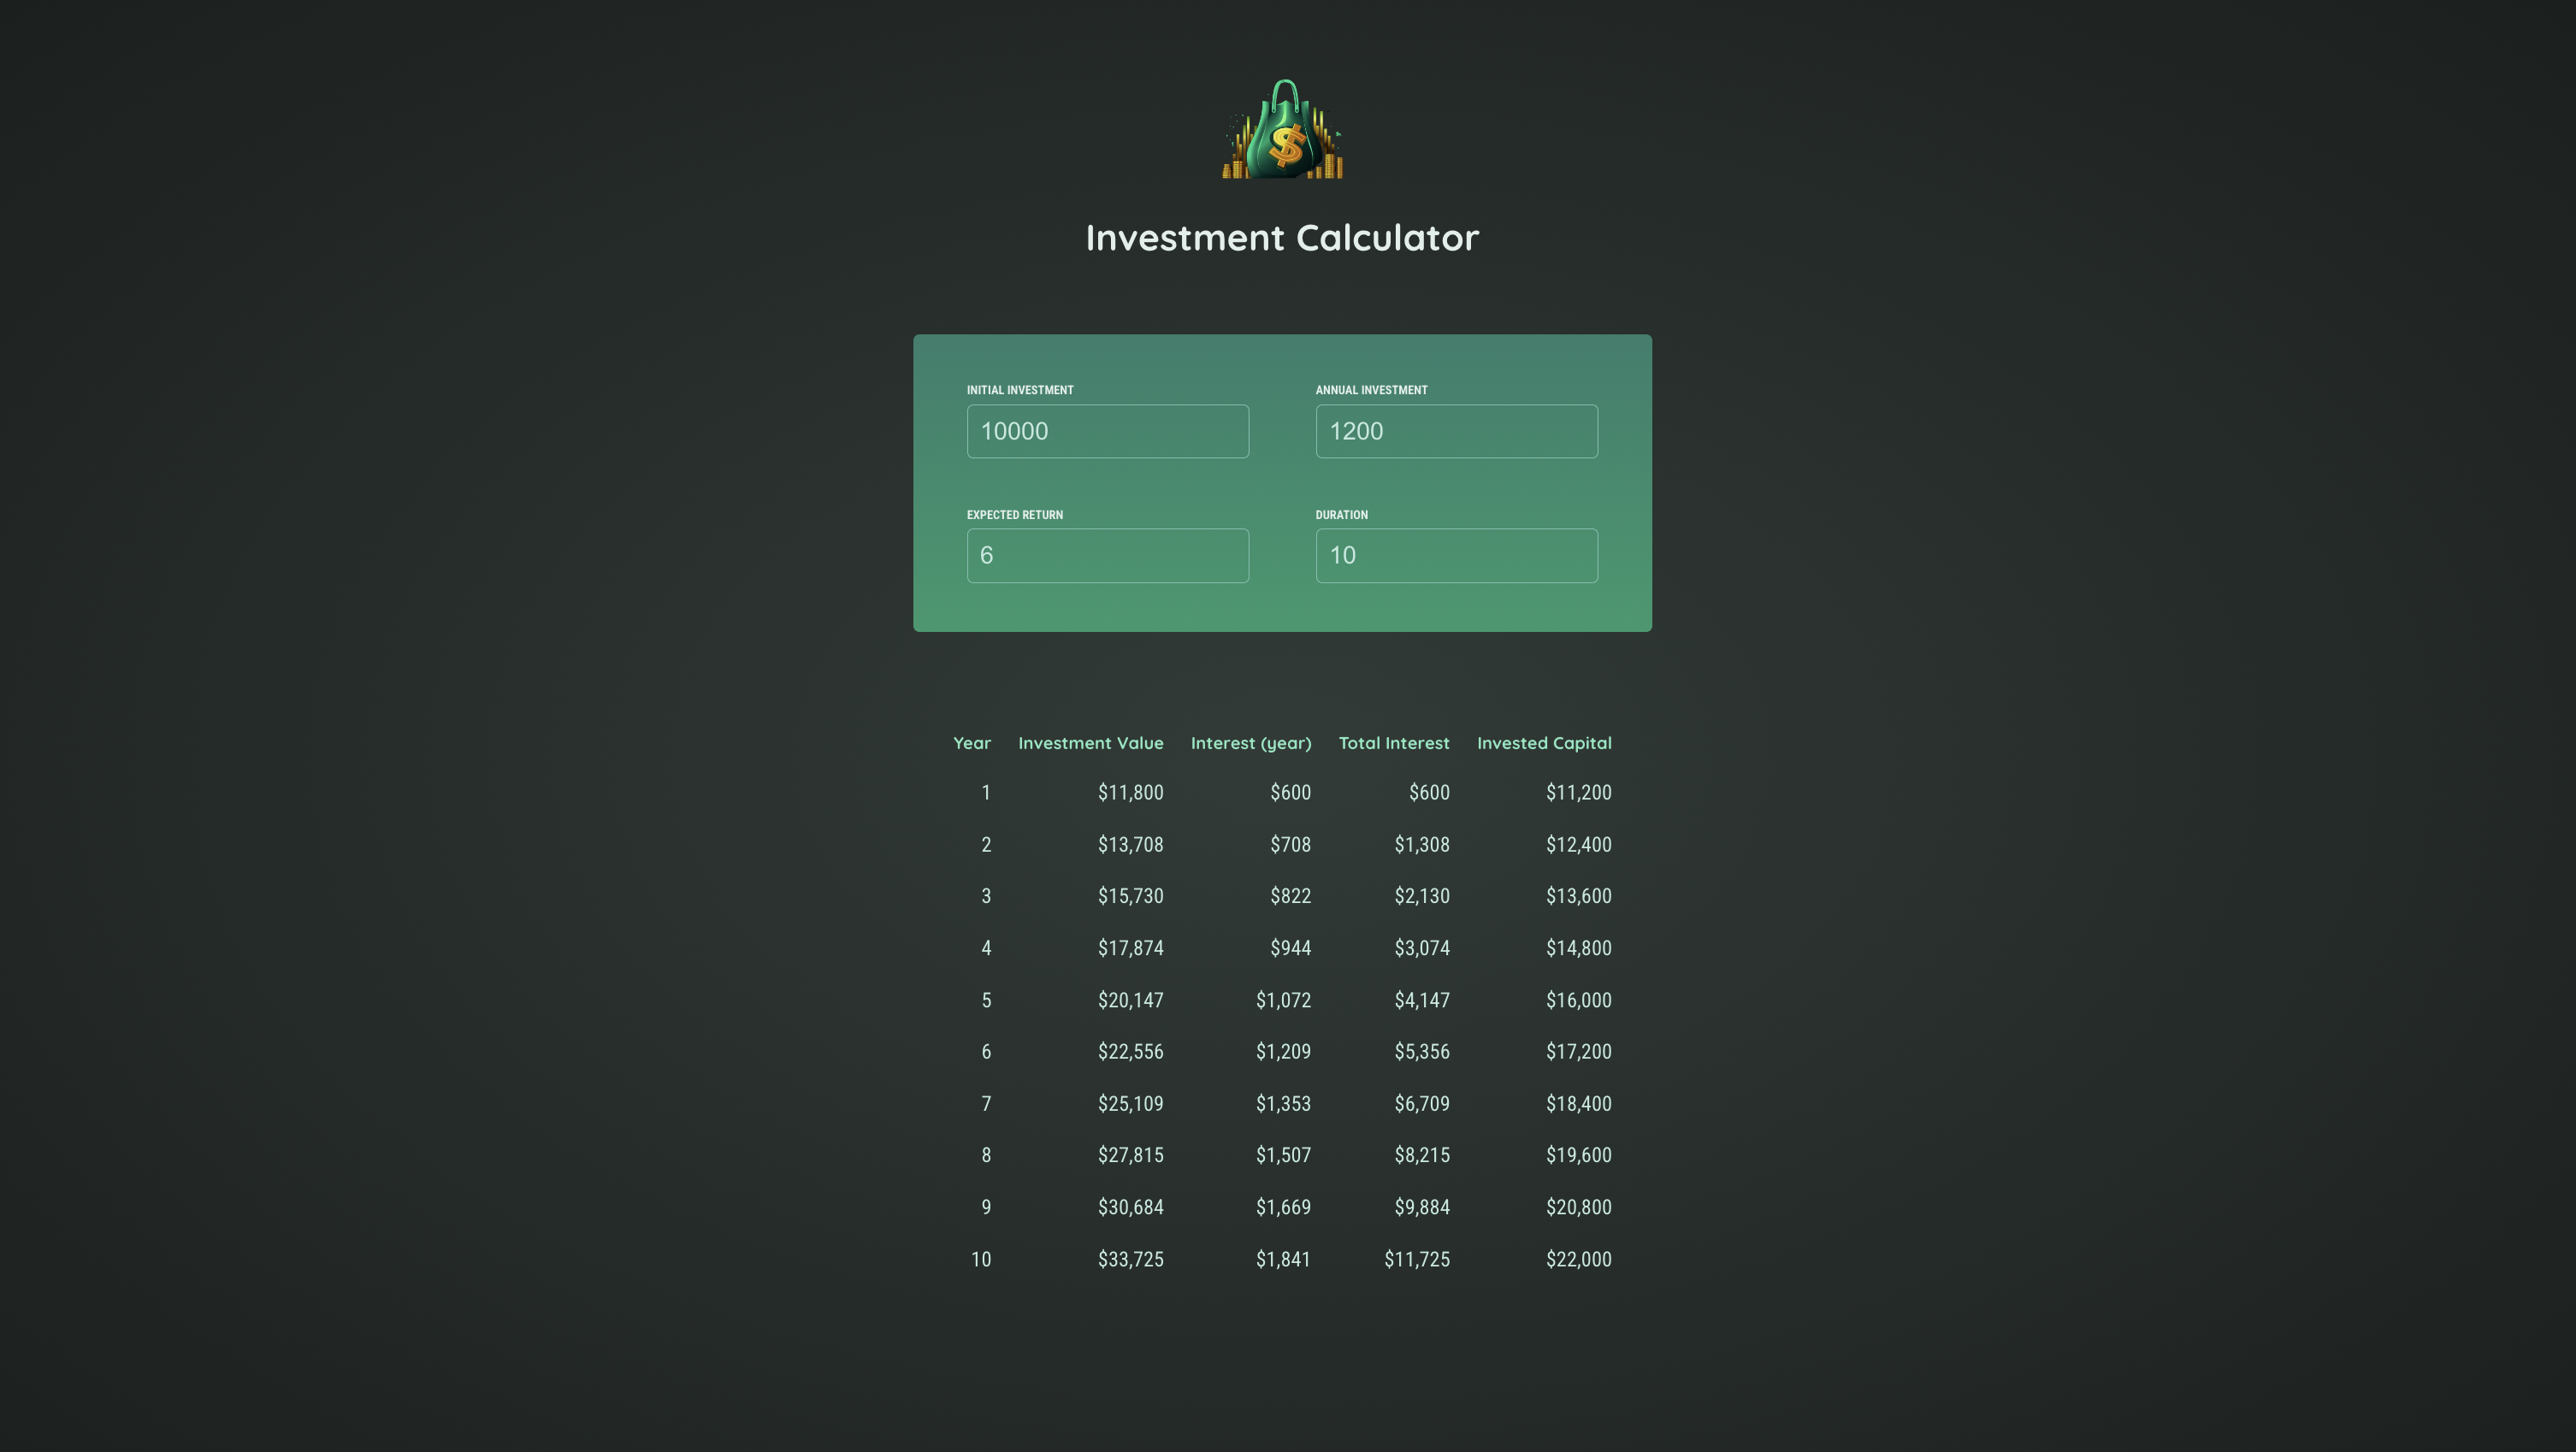 $
Investment Calculator
INITIAL INVESTMENT ANNUAL INVESTMENT
10000 1200
EXPECTED RETURN DURATION
6 10
Year Investment Value Interest (year) Total Interest Invested Capital
1 $11,800 $600 $600 $11,200
2 $13,708 $708 $1,308 $12,400
3 $15,730 $822 $2,130 $13,600
4 $17,874 $944 $3,074 $14,800
5 $20,147 $1,072 $4,147 $16,000
6 $22,556 $1,209 $5,356 $17,200
7 $25,109 $1,353 $6,709 $18,400
8 $27,815 $1,507 $8,215 $19,600
9 $30,684 $1,669 $9,884 $20,800
10 $33,725 $1,841 $11,725 $22,000